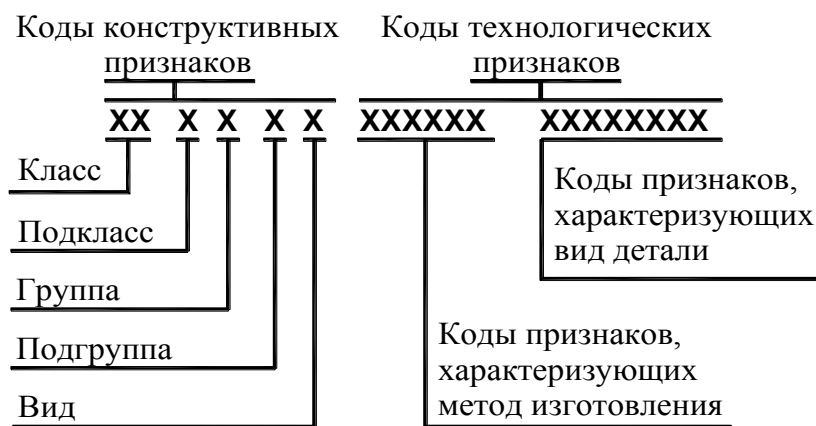 Коды конструктивных
признаков
Коды технологических
признаков
XX X X X X XXXXXX XXXXXXXX
Класс
Подкласс
Группа
Подгруппа
Вид
Коды признаков,
характеризующих
вид детали
Коды признаков,
характеризующих
метод изготовления